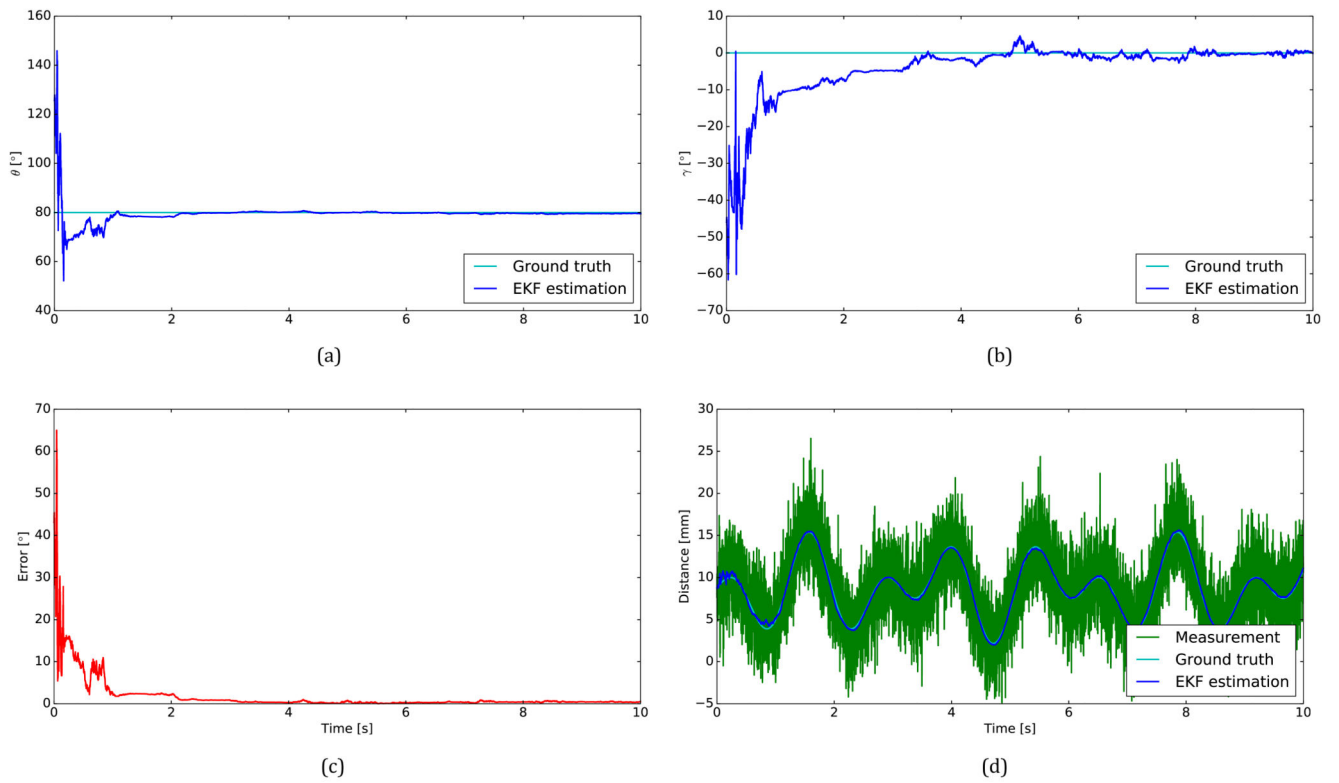 160
140
120
100
80
60
40
θ [°]
0 2 4 6 8 10
Ground truth
EKF estimation
(a)
10
0
−10
−20
−30
−40
−50
−60
−70
γ [°]
0 2 4 6 8 10
Ground truth
EKF estimation
(b)
70
60
50
40
30
20
10
0
Error [°]
0 2 4 6 8 10
Time [s]
(c)
30
25
20
15
10
5
0
−5
Distance [mm]
0 2 4 6 8 10
Time [s]
Measurement
Ground truth
EKF estimation
(d)